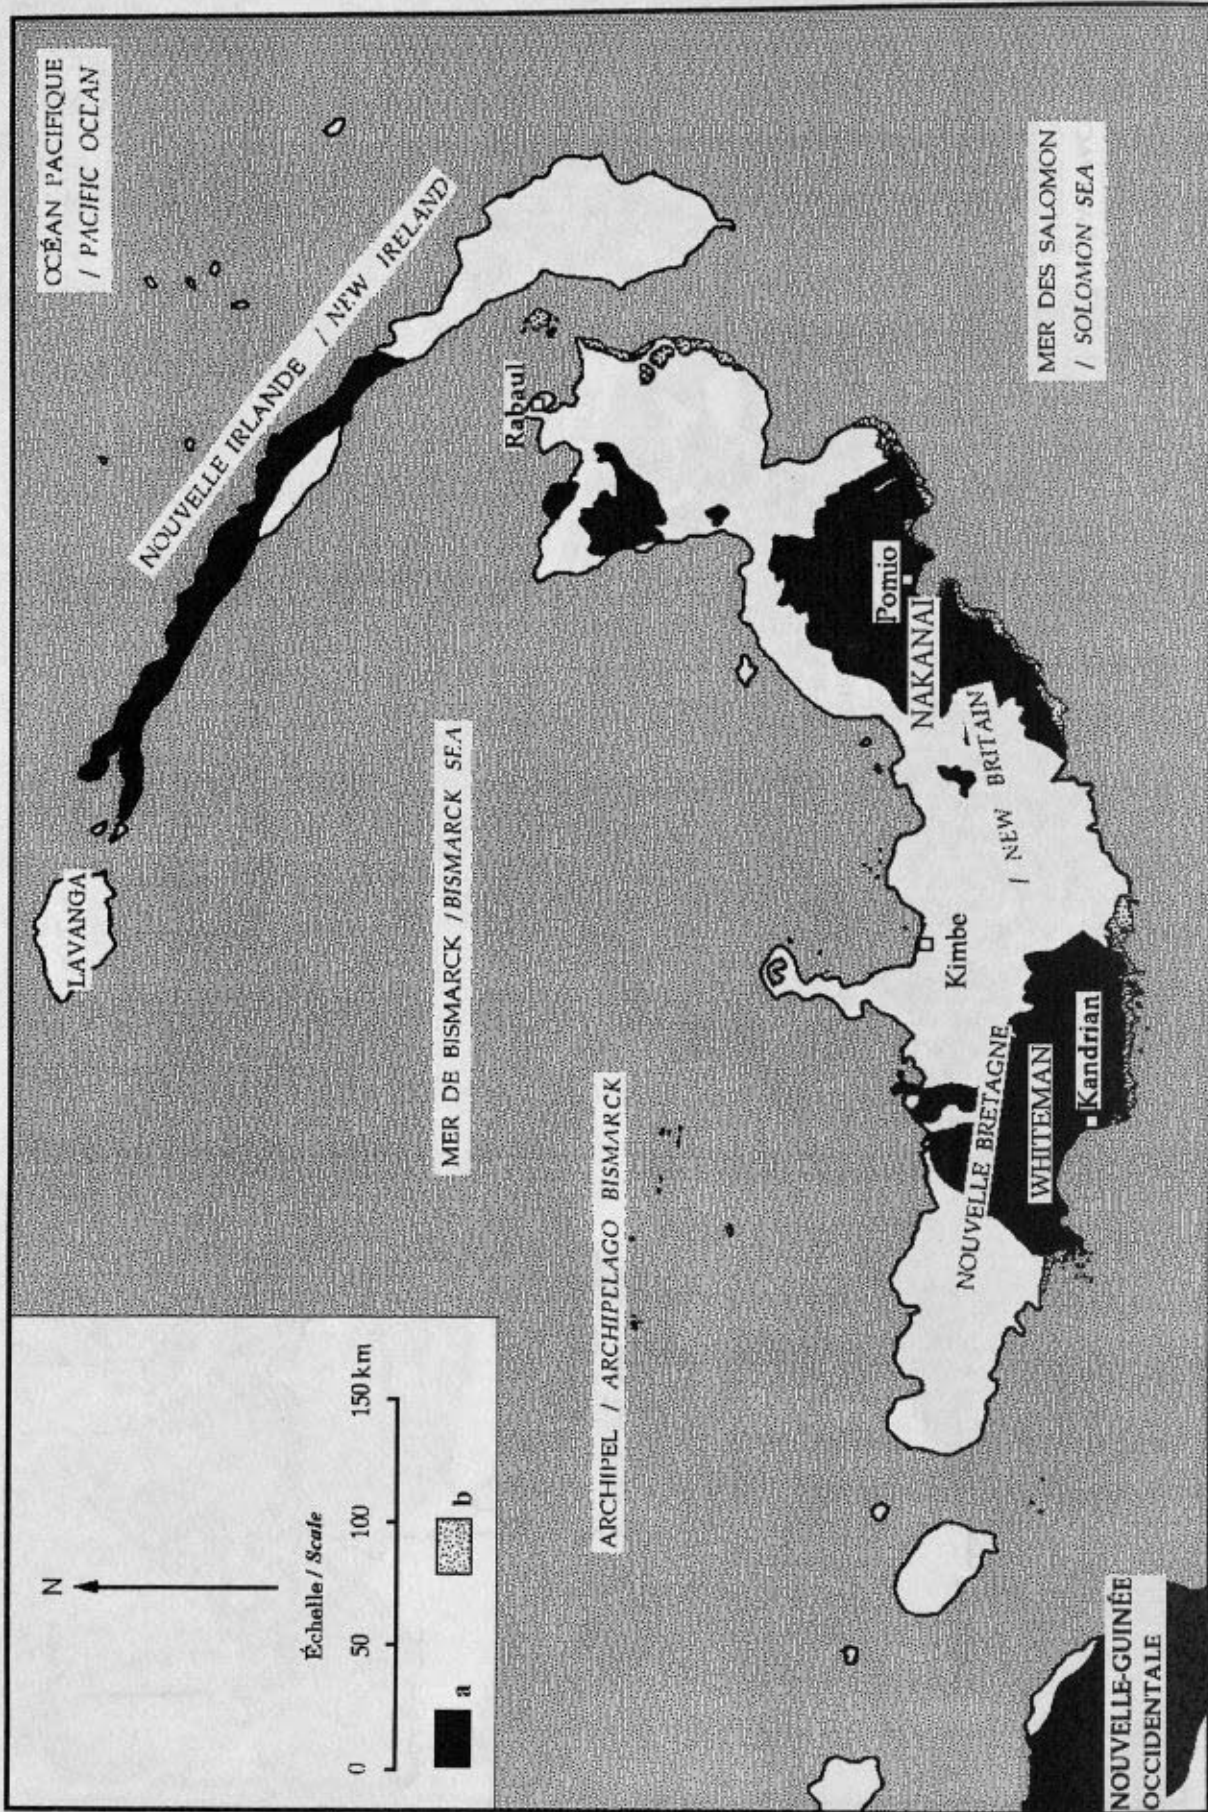 N
Échelle / Scale
0 50 100 150 km
a b
LAVANGA
OCÉAN PACIFIQUE
/ PACIFIC OCEAN
NOUVELLE IRLANDE / NEW IRELAND
MER DE BISMARCK / BISMARCK SEA
Rabaul
ARCHIPEL / ARCHIPELAGO BISMARCK
Pomio
NAKANAI
Kimbe
NOUVELLE BRETAGNE
/ NEW BRITAIN
WHITEMAN
Kandrian
MER DES SALOMON
/ SOLOMON SEA
NOUVELLE-GUINÉE
OCCIDENTALE